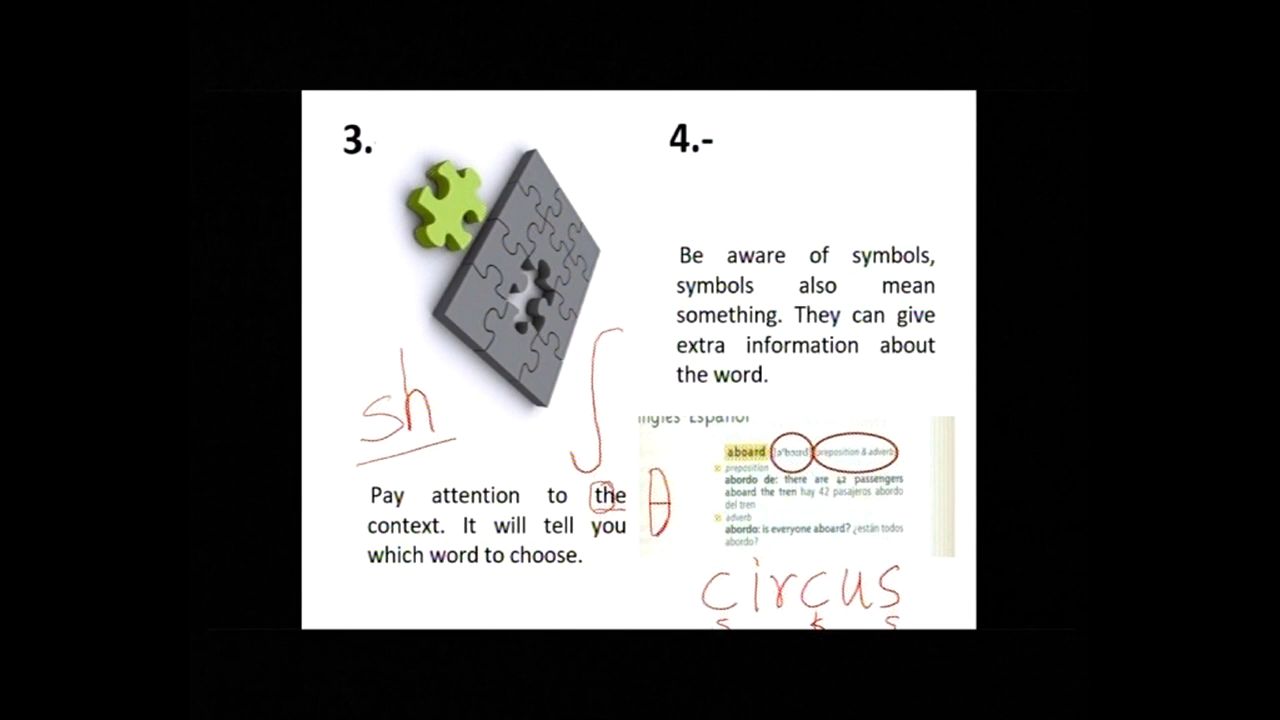 3.
sh
ʃ
Pay attention to the
context. It will tell you
which word to choose.
θ
4.-
Be aware of symbols,
symbols also mean
something. They can give
extra information about
the word.
Inglés Español
aboard preposition & adverb
preposition
abordo de: there are 42 passengers
aboard the tren hay 42 pasajeros abordo
del tren
adverb
abordo: is everyone aboard? ¿están todos
abordo?
circus
s k s